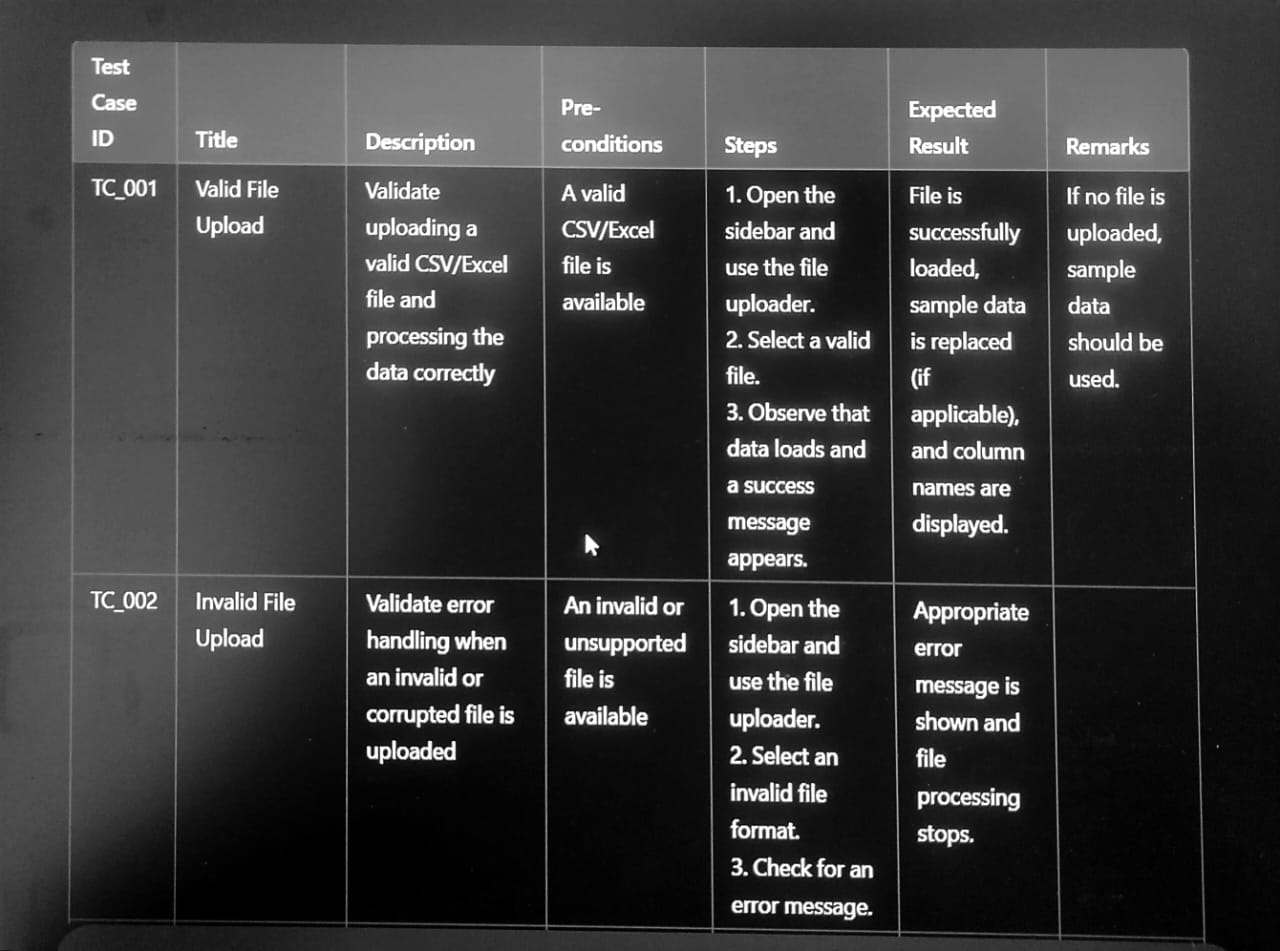 Test
Case
ID
Title
Description
Pre-
conditions
Steps
Expected
Result
Remarks
TC_001
Valid File
Upload
Validate
uploading a
valid CSV/Excel
file and
processing the
data correctly
A valid
CSV/Excel
file is
available
1. Open the
sidebar and
use the file
uploader.
2. Select a valid
file.
3. Observe that
data loads and
a success
message
appears.
File is
successfully
loaded,
sample data
is replaced
(if
applicable),
and column
names are
displayed.
If no file is
uploaded,
sample
data
should be
used.
TC_002
Invalid File
Upload
Validate error
handling when
an invalid or
corrupted file is
uploaded
An invalid or
unsupported
file is
available
1. Open the
sidebar and
use the file
uploader.
2. Select an
invalid file
format.
3. Check for an
error message.
Appropriate
error
message is
shown and
file
processing
stops.